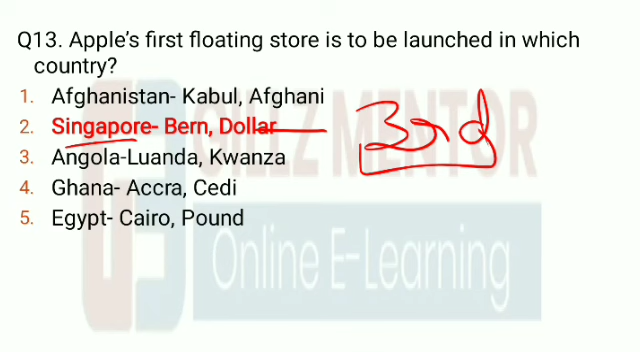 Q13. Apple's first floating store is to be launched in which
country?
1. Afghanistan- Kabul, Afghani
2. Singapore- Bern, Dollar
3. Angola-Luanda, Kwanza
4. Ghana- Accra, Cedi
5. Egypt- Cairo, Pound
3rd
MENTOR
Online E-Learning